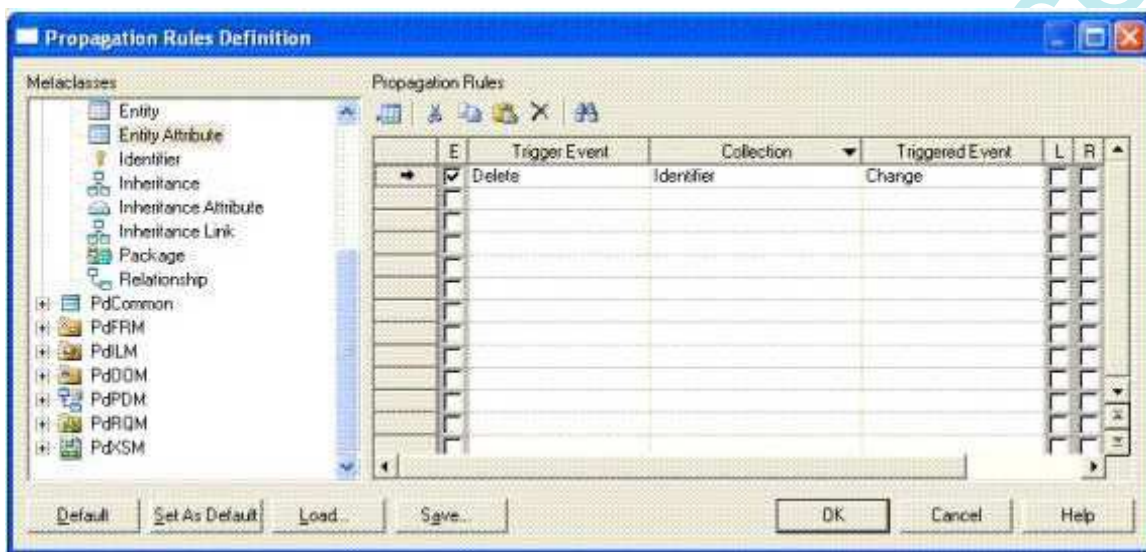 Propagation Rules Definition
Metaclasses
Propagation Rules
Entity
Entity Attribute
Identifier
Inheritance
Inheritance Attribute
Inheritance Link
Package
Relationship
PdCommon
PdFRM
PdILM
PdOOM
PdPDM
PdRQM
PdXSM
E Trigger Event Collection Triggered Event L R
Delete Identifier Change
Default Set As Default Load... Save... OK Cancel Help